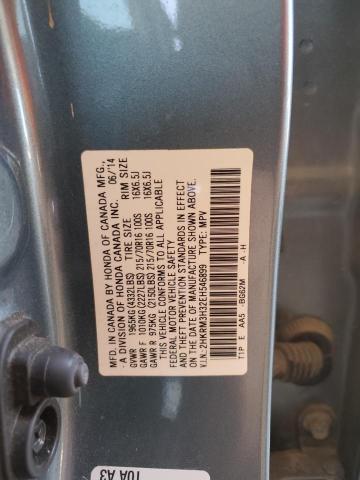 MFD. IN CANADA BY HONDA OF CANADA MFG.,
- A DIVISION OF HONDA CANADA INC. 06/14
TIRE SIZE RIM SIZE
GVWR 1965KG (4332LBS)
GAWR F 1010KG (2227LBS) 215/70R16 100S 16X6.5J
GAWR R 975KG (2150LBS) 215/70R16 100S 16X6.5J
THIS VEHICLE CONFORMS TO ALL APPLICABLE
FEDERAL MOTOR VEHICLE SAFETY
AND THEFT PREVENTION STANDARDS IN EFFECT
ON THE DATE OF MANUFACTURE SHOWN ABOVE.
V.I.N.: 2HKRM3H32EH546899 TYPE: MPV
T1P E AA5 -BG62M A -H
10A A3